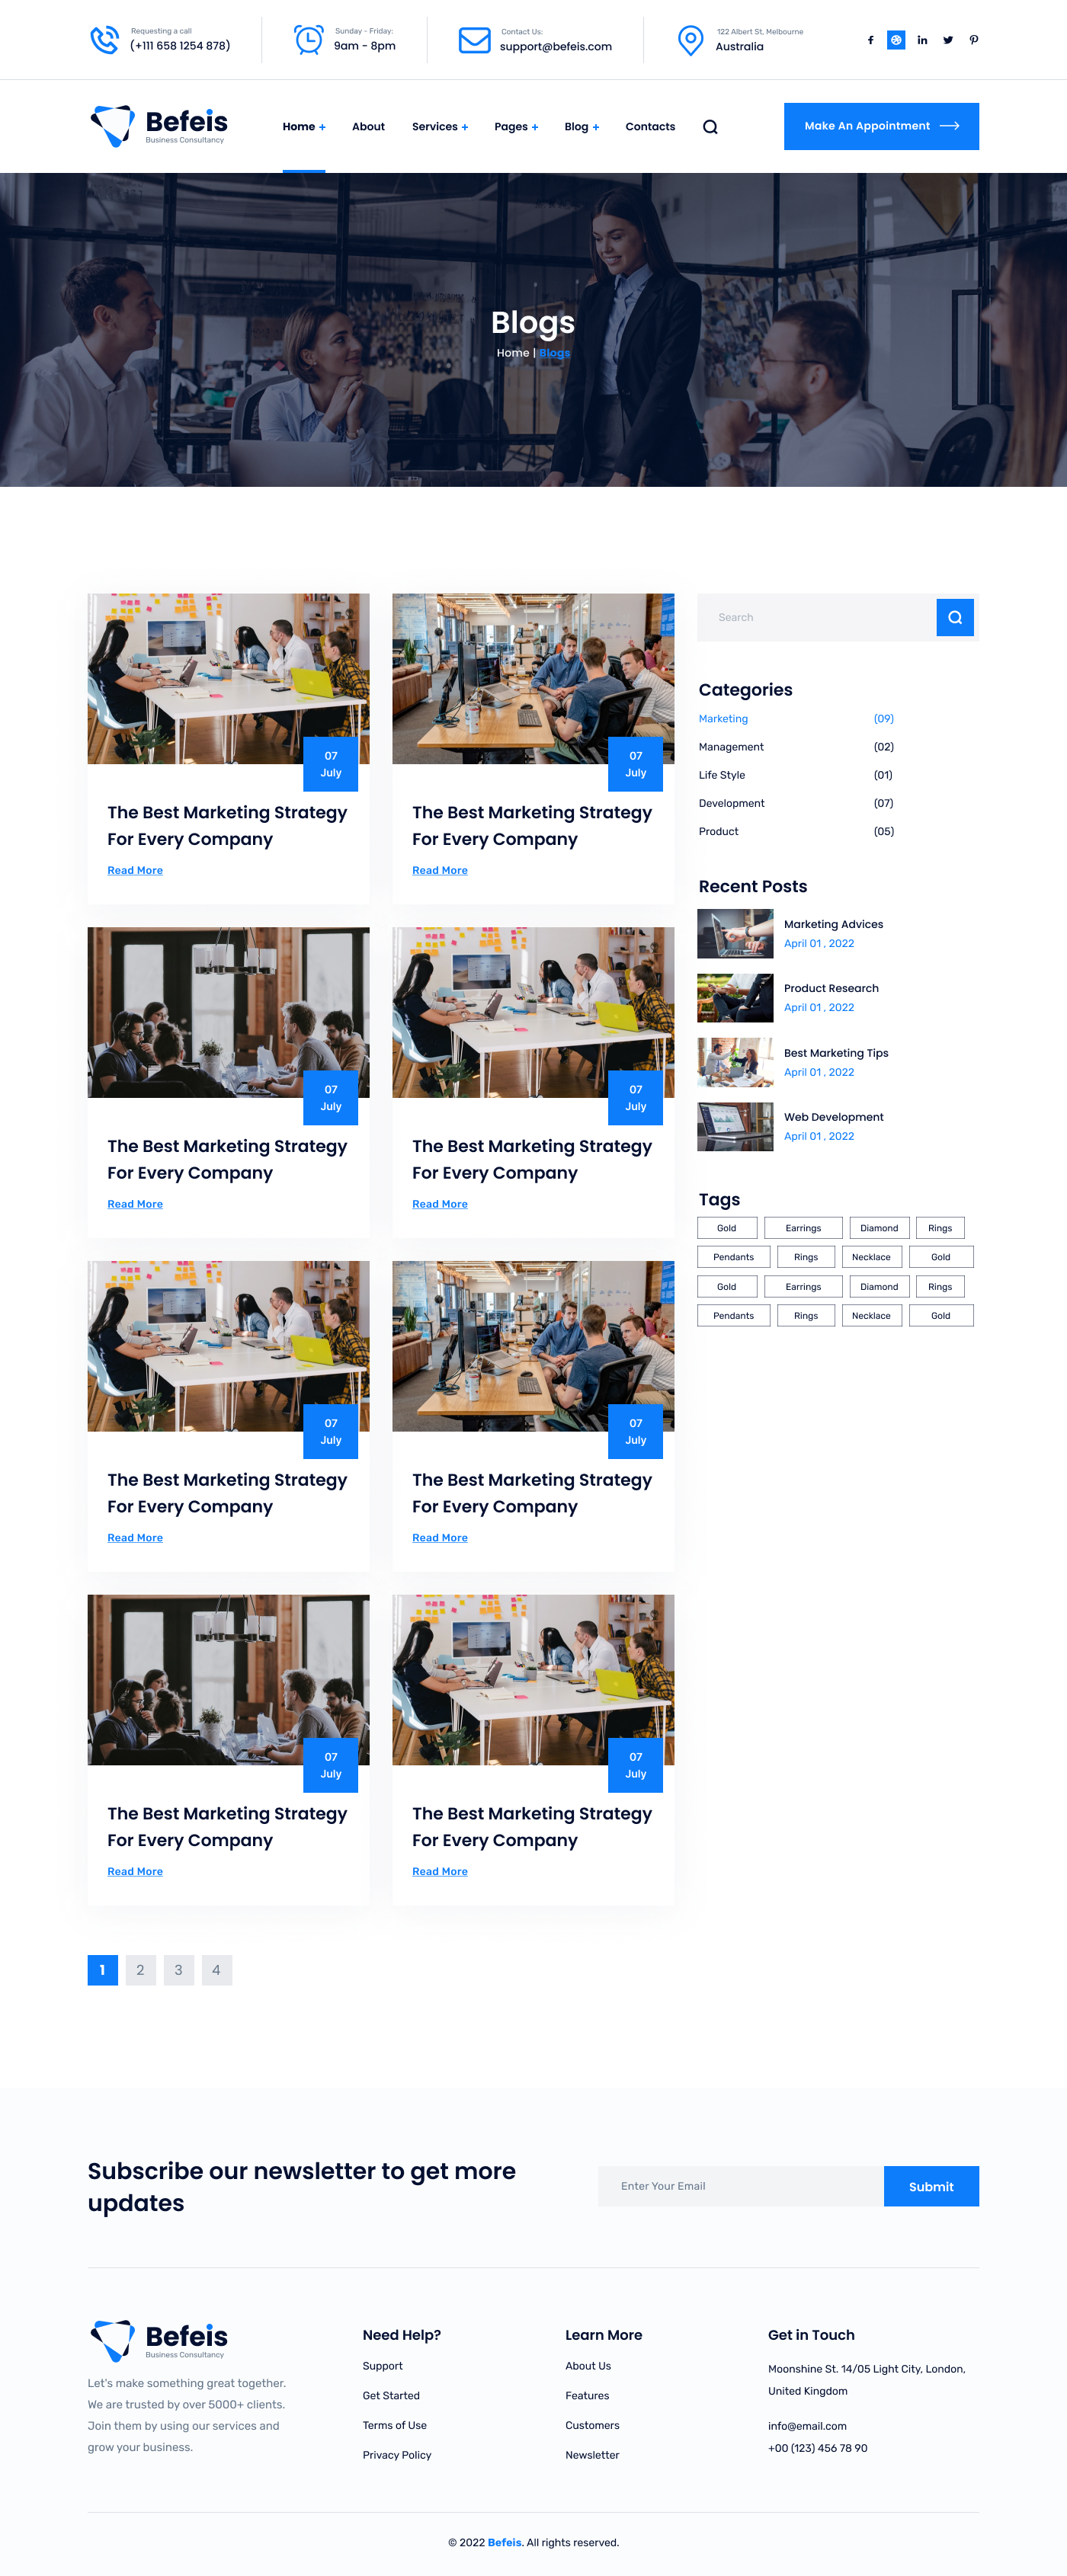 Requesting a call
(+111 658 1254 878)
Sunday - Friday:
9am - 8pm
Contact Us:
support@befeis.com
122 Albert St, Melbourne
Australia
Befeis
Business Consultancy
Home +
About
Services +
Pages +
Blog +
Contacts
Make An Appointment
Blogs
Home | Blogs
07
July
The Best Marketing Strategy
For Every Company
Read More
07
July
The Best Marketing Strategy
For Every Company
Read More
07
July
The Best Marketing Strategy
For Every Company
Read More
07
July
The Best Marketing Strategy
For Every Company
Read More
07
July
The Best Marketing Strategy
For Every Company
Read More
07
July
The Best Marketing Strategy
For Every Company
Read More
07
July
The Best Marketing Strategy
For Every Company
Read More
07
July
The Best Marketing Strategy
For Every Company
Read More
1 2 3 4
Search
Categories
Marketing (09)
Management (02)
Life Style (01)
Development (07)
Product (05)
Recent Posts
Marketing Advices
April 01 , 2022
Product Research
April 01 , 2022
Best Marketing Tips
April 01 , 2022
Web Development
April 01 , 2022
Tags
Gold Earrings Diamond Rings
Pendants Rings Necklace Gold
Gold Earrings Diamond Rings
Pendants Rings Necklace Gold
Subscribe our newsletter to get more
updates
Enter Your Email
Submit
Befeis
Business Consultancy
Let's make something great together.
We are trusted by over 5000+ clients.
Join them by using our services and
grow your business.
Need Help?
Support
Get Started
Terms of Use
Privacy Policy
Learn More
About Us
Features
Customers
Newsletter
Get in Touch
Moonshine St. 14/05 Light City, London,
United Kingdom
info@email.com
+00 (123) 456 78 90
© 2022 Befeis. All rights reserved.